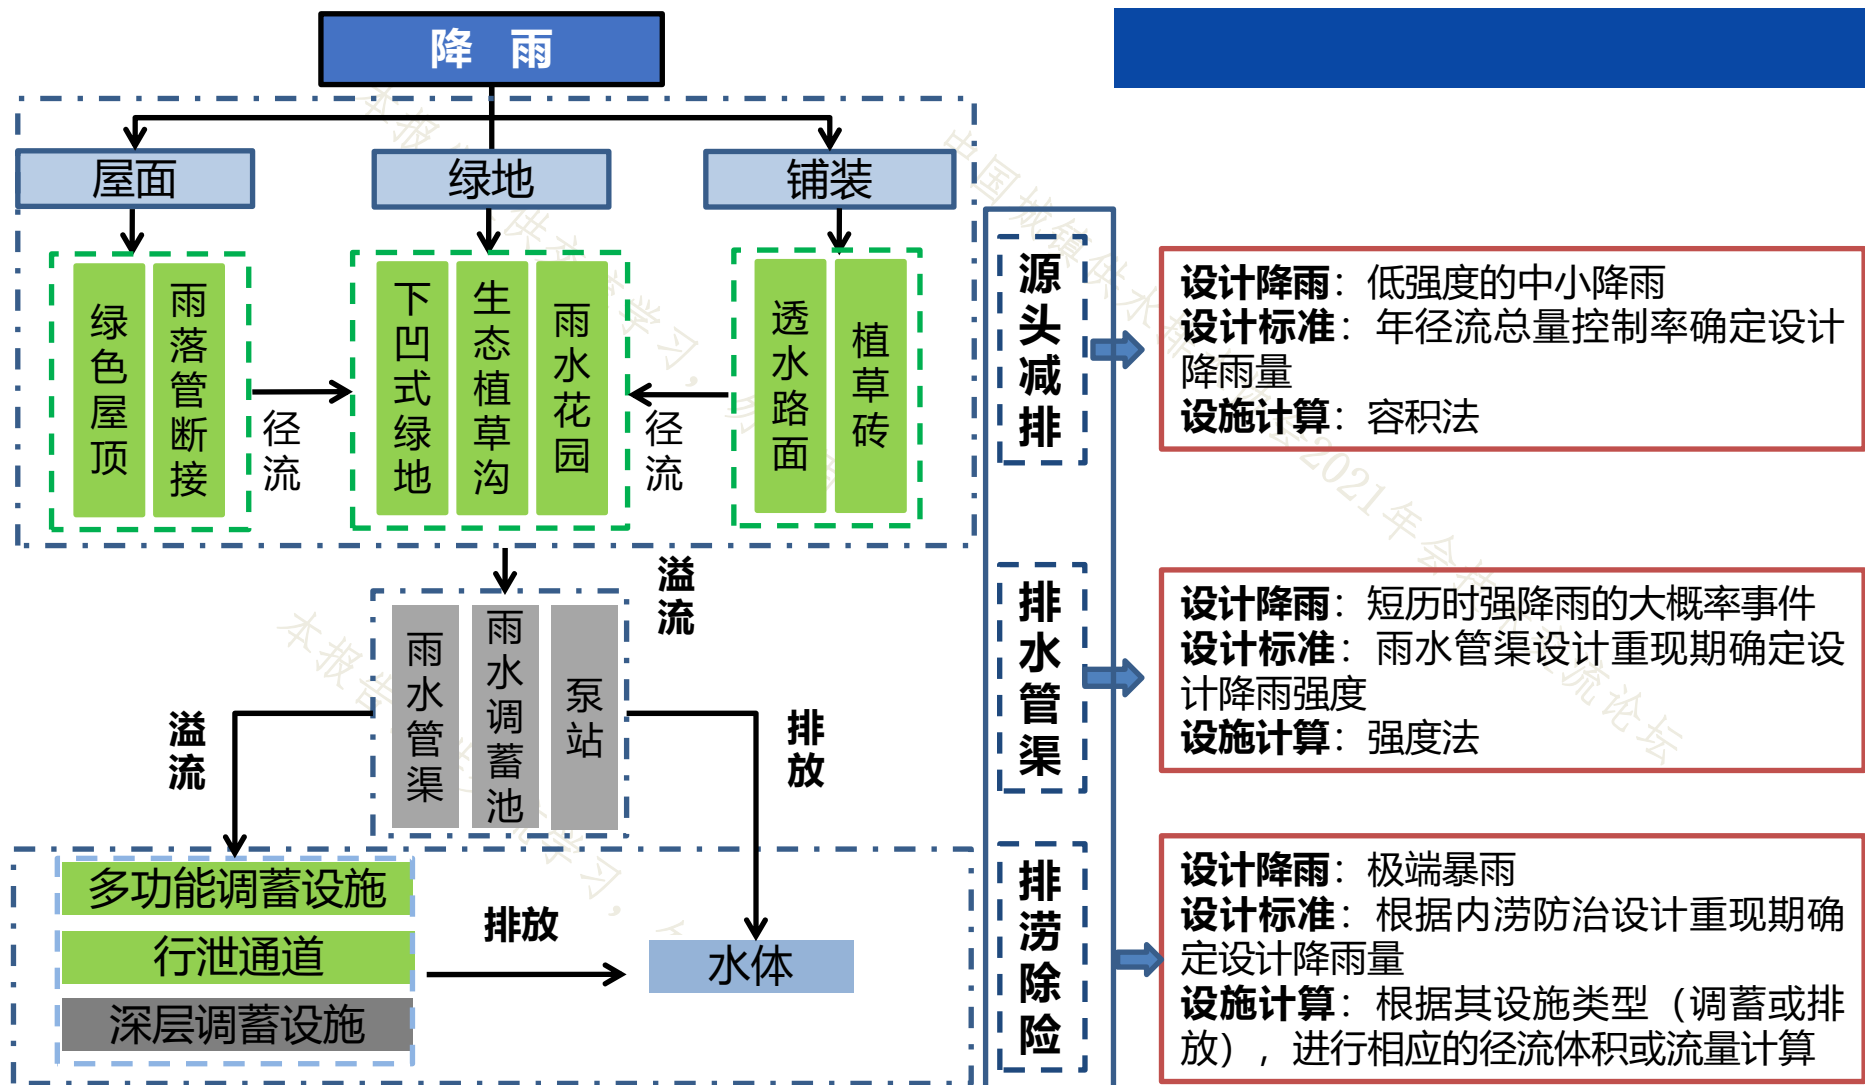 降 雨
屋面
绿地
铺装
绿色屋顶
雨落管断接
径流
下凹式绿地
生态植草沟
雨水花园
径流
透水路面
植草砖
溢流
雨水管渠
雨水调蓄池
泵站
溢流
排放
多功能调蓄设施
行泄通道
深层调蓄设施
排放
水体
源头减排
设计降雨：低强度的中小降雨
设计标准：年径流总量控制率确定设计
降雨量
设施计算：容积法
排水管渠
设计降雨：短历时强降雨的大概率事件
设计标准：雨水管渠设计重现期确定设
计降雨强度
设施计算：强度法
排涝除险
设计降雨：极端暴雨
设计标准：根据内涝防治设计重现期确
定设计降雨量
设施计算：根据其设施类型（调蓄或排
放），进行相应的径流体积或流量计算